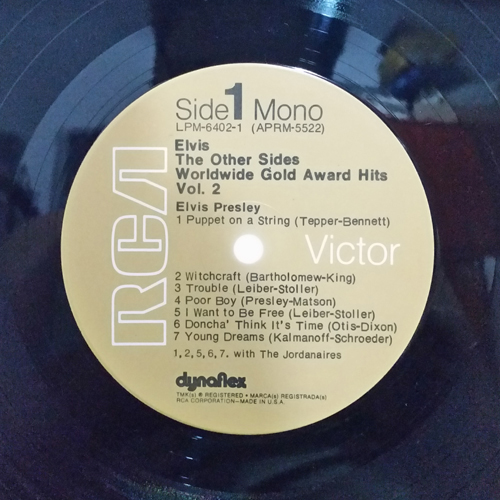 Side 1 Mono
LPM-6402-1 (APRM-5522)
Elvis
The Other Sides
Worldwide Gold Award Hits
Vol. 2
Elvis Presley
1 Puppet on a String (Tepper-Bennett)
RCA
Victor
2 Witchcraft (Bartholomew-King)
3 Trouble (Leiber-Stoller)
4 Poor Boy (Presley-Matson)
5 I Want to Be Free (Leiber-Stoller)
6 Doncha' Think It's Time (Otis-Dixon)
7 Young Dreams (Kalmanoff-Schroeder)
1, 2, 5, 6, 7. with The Jordanaires
dynaflex
TMK(s) ® REGISTERED • MARCA(s) REGISTRADA(s)
RCA CORPORATION—MADE IN U.S.A.